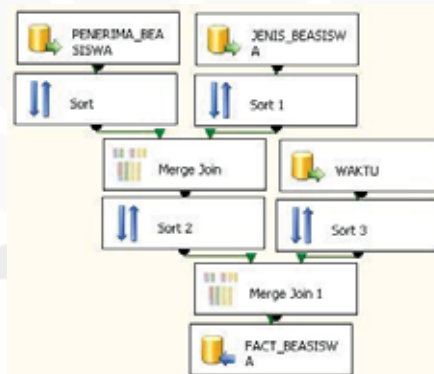 PENERIMA_BEA
SISWA
JENIS_BEASISW
A
Sort
Sort 1
Merge Join
WAKTU
Sort 2
Sort 3
Merge Join 1
FACT_BEASISW
A